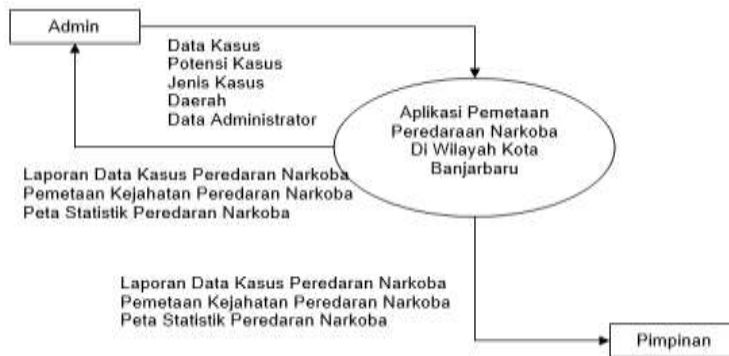 Admin
Data Kasus
Potensi Kasus
Jenis Kasus
Daerah
Data Administrator
Aplikasi Pemetaan
Peredaraan Narkoba
Di Wilayah Kota
Banjarbaru
Laporan Data Kasus Peredaran Narkoba
Pemetaan Kejahatan Peredaran Narkoba
Peta Statistik Peredaran Narkoba
Laporan Data Kasus Peredaran Narkoba
Pemetaan Kejahatan Peredaran Narkoba
Peta Statistik Peredaran Narkoba
Pimpinan